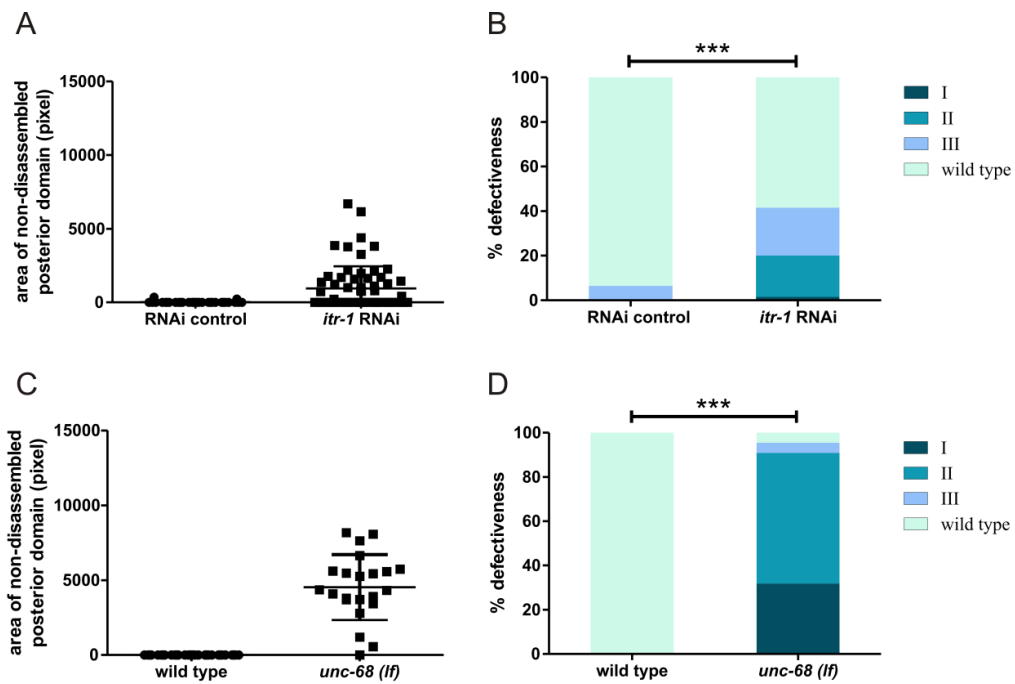 A
area of non-disassembled
posterior domain (pixel)
15000
10000
5000
0
RNAi control
itr-1 RNAi
B
***
% defectiveness
100
80
60
40
20
0
RNAi control
itr-1 RNAi
I
II
III
wild type
C
area of non-disassembled
posterior domain (pixel)
15000
10000
5000
0
wild type
unc-68 (lf)
D
***
% defectiveness
100
80
60
40
20
0
wild type
unc-68 (lf)
I
II
III
wild type